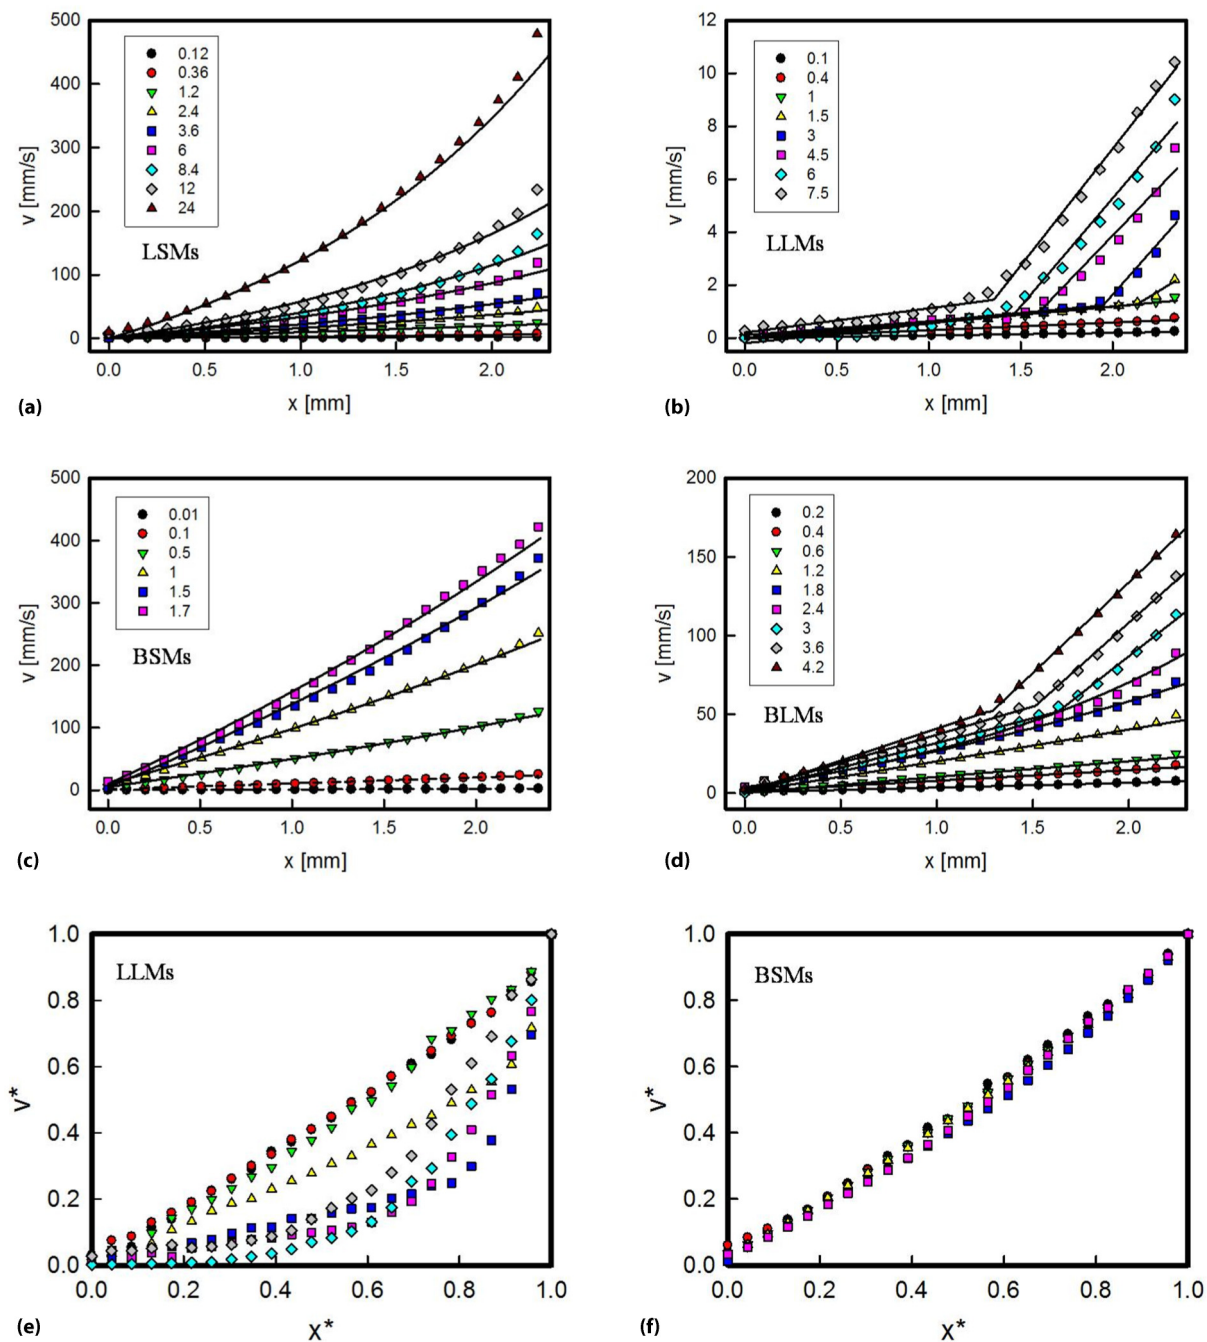 500
400
300
200
100
0
v [mm/s]
0.12
0.36
1.2
2.4
3.6
6
8.4
12
24
LSMs
0.0 0.5 1.0 1.5 2.0
x [mm]
(a)
12
10
8
6
4
2
0
v [mm/s]
0.1
0.4
1
1.5
3
4.5
6
7.5
LLMs
0.0 0.5 1.0 1.5 2.0
x [mm]
(b)
500
400
300
200
100
0
v [mm/s]
0.01
0.1
0.5
1
1.5
1.7
BSMs
0.0 0.5 1.0 1.5 2.0
x [mm]
(c)
200
150
100
50
0
v [mm/s]
0.2
0.4
0.6
1.2
1.8
2.4
3
3.6
4.2
BLMs
0.0 0.5 1.0 1.5 2.0
x [mm]
(d)
1.0
0.8
0.6
0.4
0.2
0.0
v*
LLMs
0.0 0.2 0.4 0.6 0.8 1.0
x*
(e)
1.0
0.8
0.6
0.4
0.2
0.0
v*
BSMs
0.0 0.2 0.4 0.6 0.8 1.0
x*
(f)